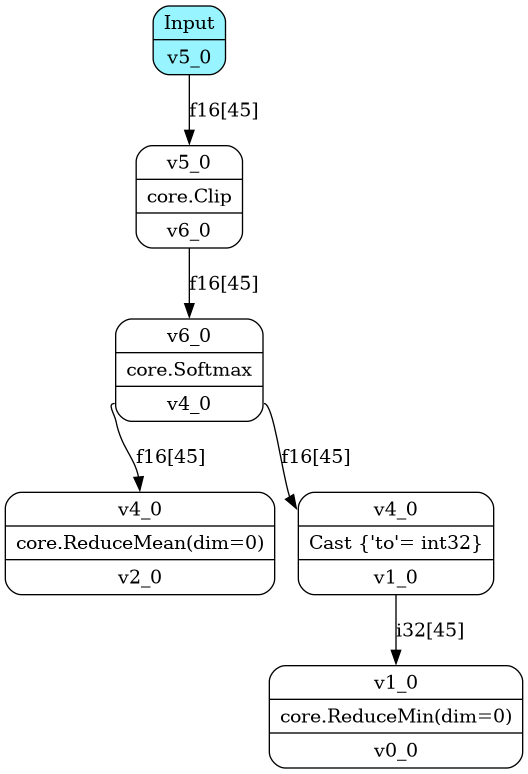 Input
v5_0
f16[45]
v5_0
core.Clip
v6_0
f16[45]
v6_0
core.Softmax
v4_0
f16[45]
f16[45]
v4_0
core.ReduceMean(dim=0)
v2_0
v4_0
Cast {'to'= int32}
v1_0
i32[45]
v1_0
core.ReduceMin(dim=0)
v0_0